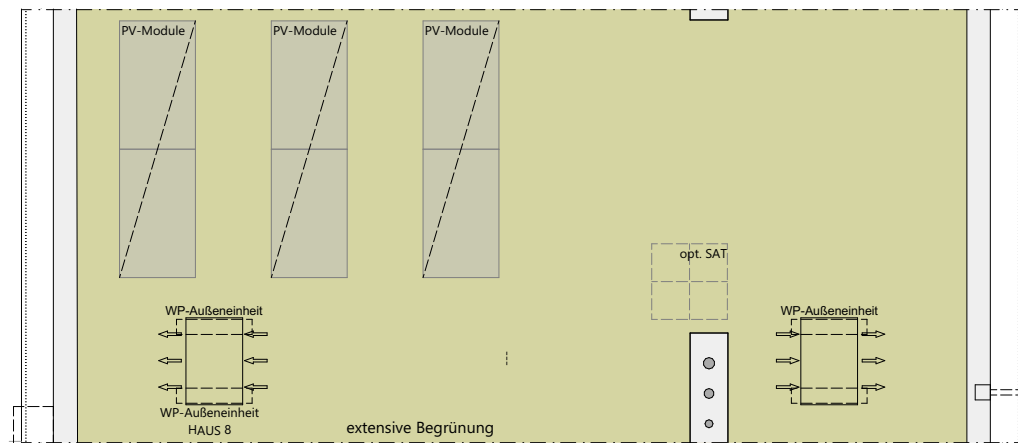 PV-Module
PV-Module
PV-Module
opt. SAT
WP-Außeneinheit
WP-Außeneinheit
WP-Außeneinheit
HAUS 8
extensive Begrünung